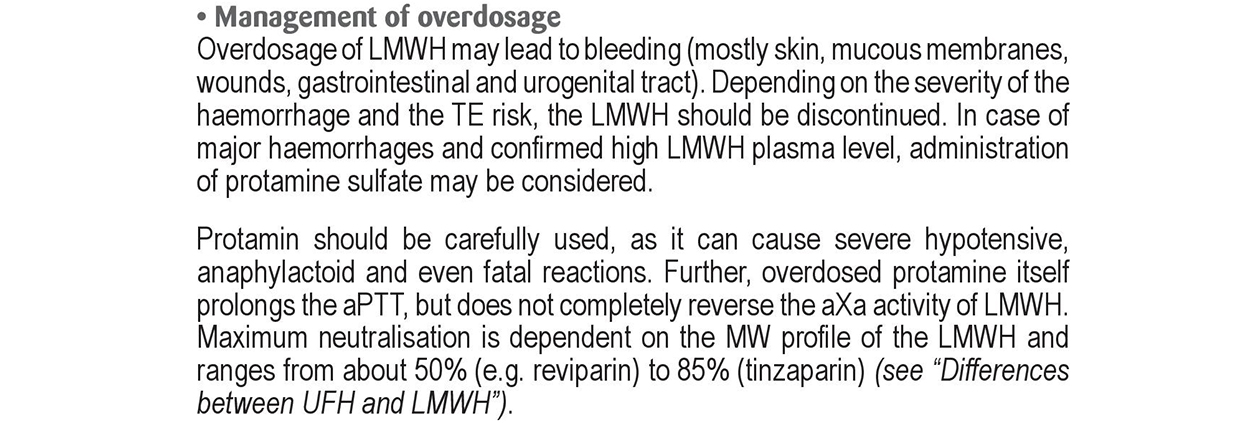 • Management of overdosage
Overdosage of LMWH may lead to bleeding (mostly skin, mucous membranes,
wounds, gastrointestinal and urogenital tract). Depending on the severity of the
haemorrhage and the TE risk, the LMWH should be discontinued. In case of
major haemorrhages and confirmed high LMWH plasma level, administration
of protamine sulfate may be considered.
Protamin should be carefully used, as it can cause severe hypotensive,
anaphylactoid and even fatal reactions. Further, overdosed protamine itself
prolongs the aPTT, but does not completely reverse the aXa activity of LMWH.
Maximum neutralisation is dependent on the MW profile of the LMWH and
ranges from about 50% (e.g. reviparin) to 85% (tinzaparin) (see “Differences
between UFH and LMWH”).